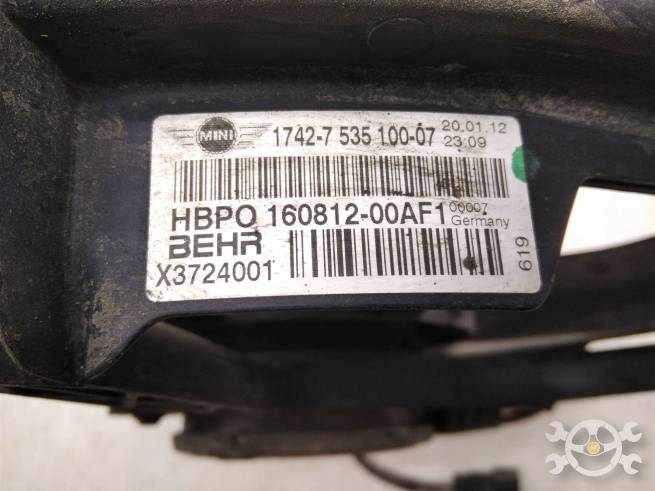 MINI 1742-7 535 100-07 20.01.12
23:09
HBPO 160812-00AF1 00007
Germany
BEHR
X3724001
619